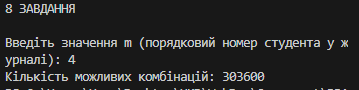 8 ЗАВДАННЯ
Введіть значення m (порядковий номер студента у ж
урналі): 4
Кількість можливих комбінацій: 303600